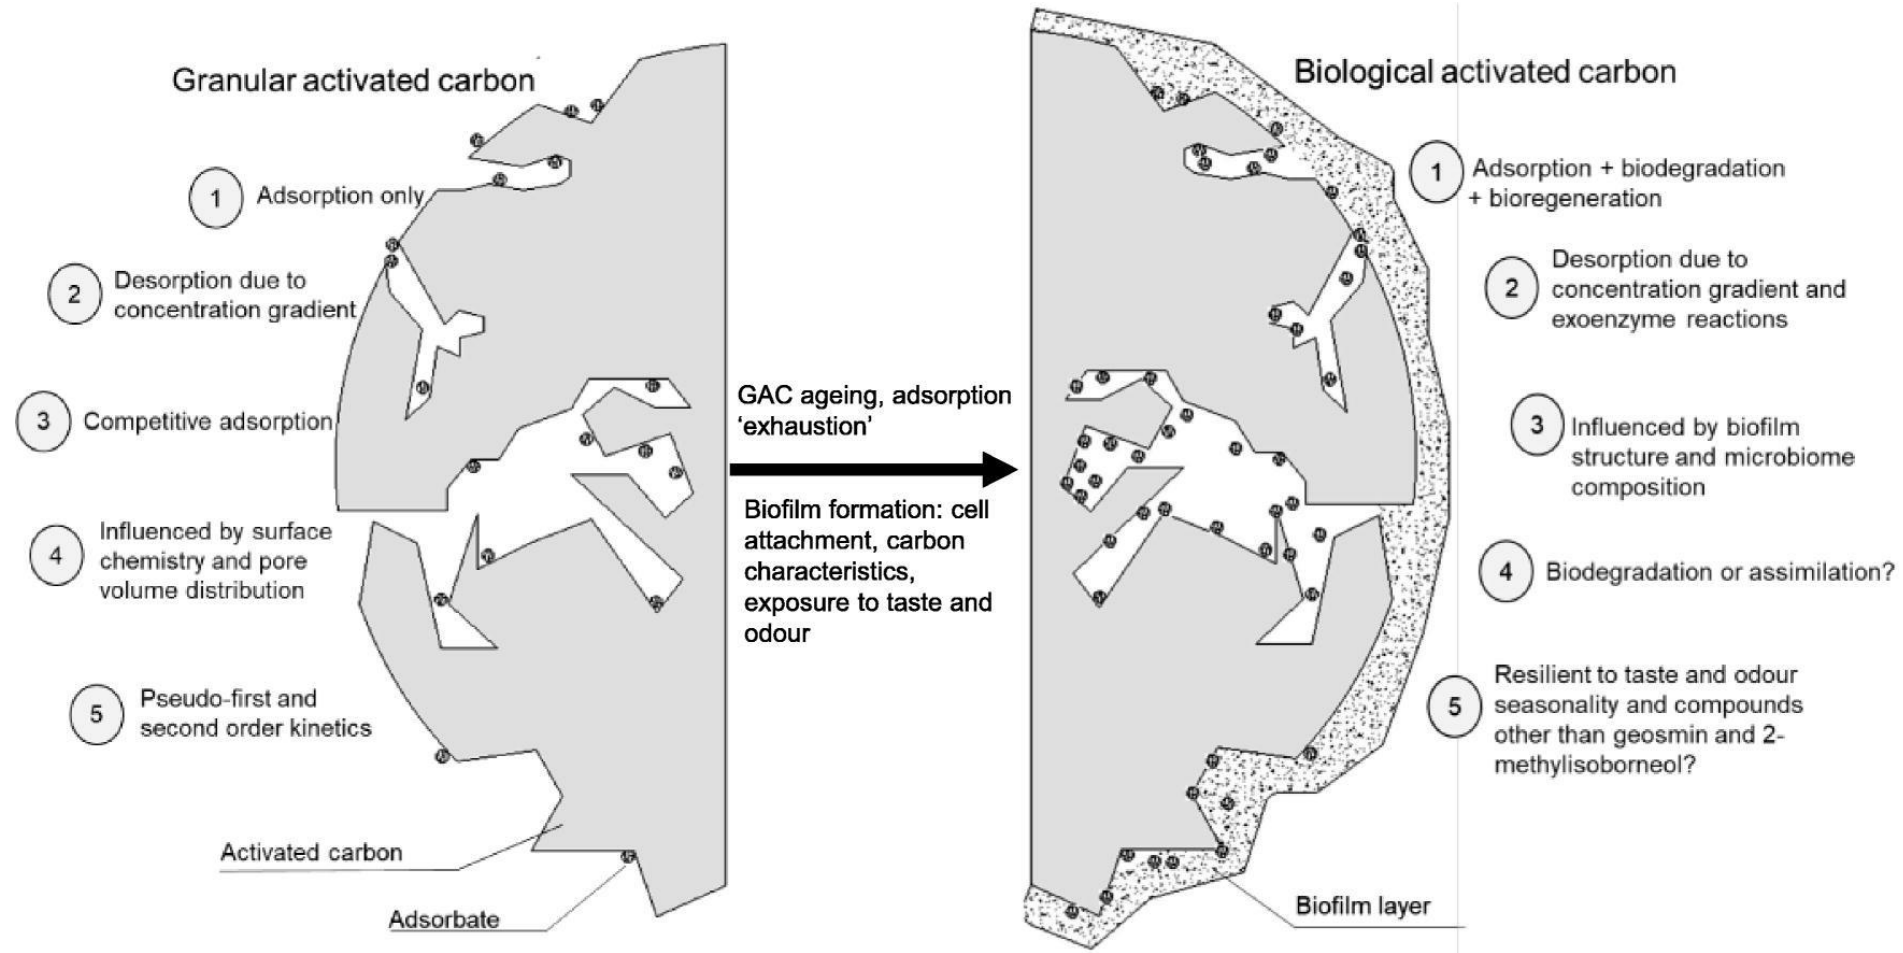 Granular activated carbon
1
Adsorption only
2
Desorption due to
concentration gradient
3
Competitive adsorption
4
Influenced by surface
chemistry and pore
volume distribution
5
Pseudo-first and
second order kinetics
Activated carbon
Adsorbate
GAC ageing, adsorption
‘exhaustion’
Biofilm formation: cell
attachment, carbon
characteristics,
exposure to taste and
odour
Biological activated carbon
1
Adsorption + biodegradation
+ bioregeneration
2
Desorption due to
concentration gradient and
exoenzyme reactions
3
Influenced by biofilm
structure and microbiome
composition
4
Biodegradation or assimilation?
5
Resilient to taste and odour
seasonality and compounds
other than geosmin and 2-
methylisoborneol?
Biofilm layer